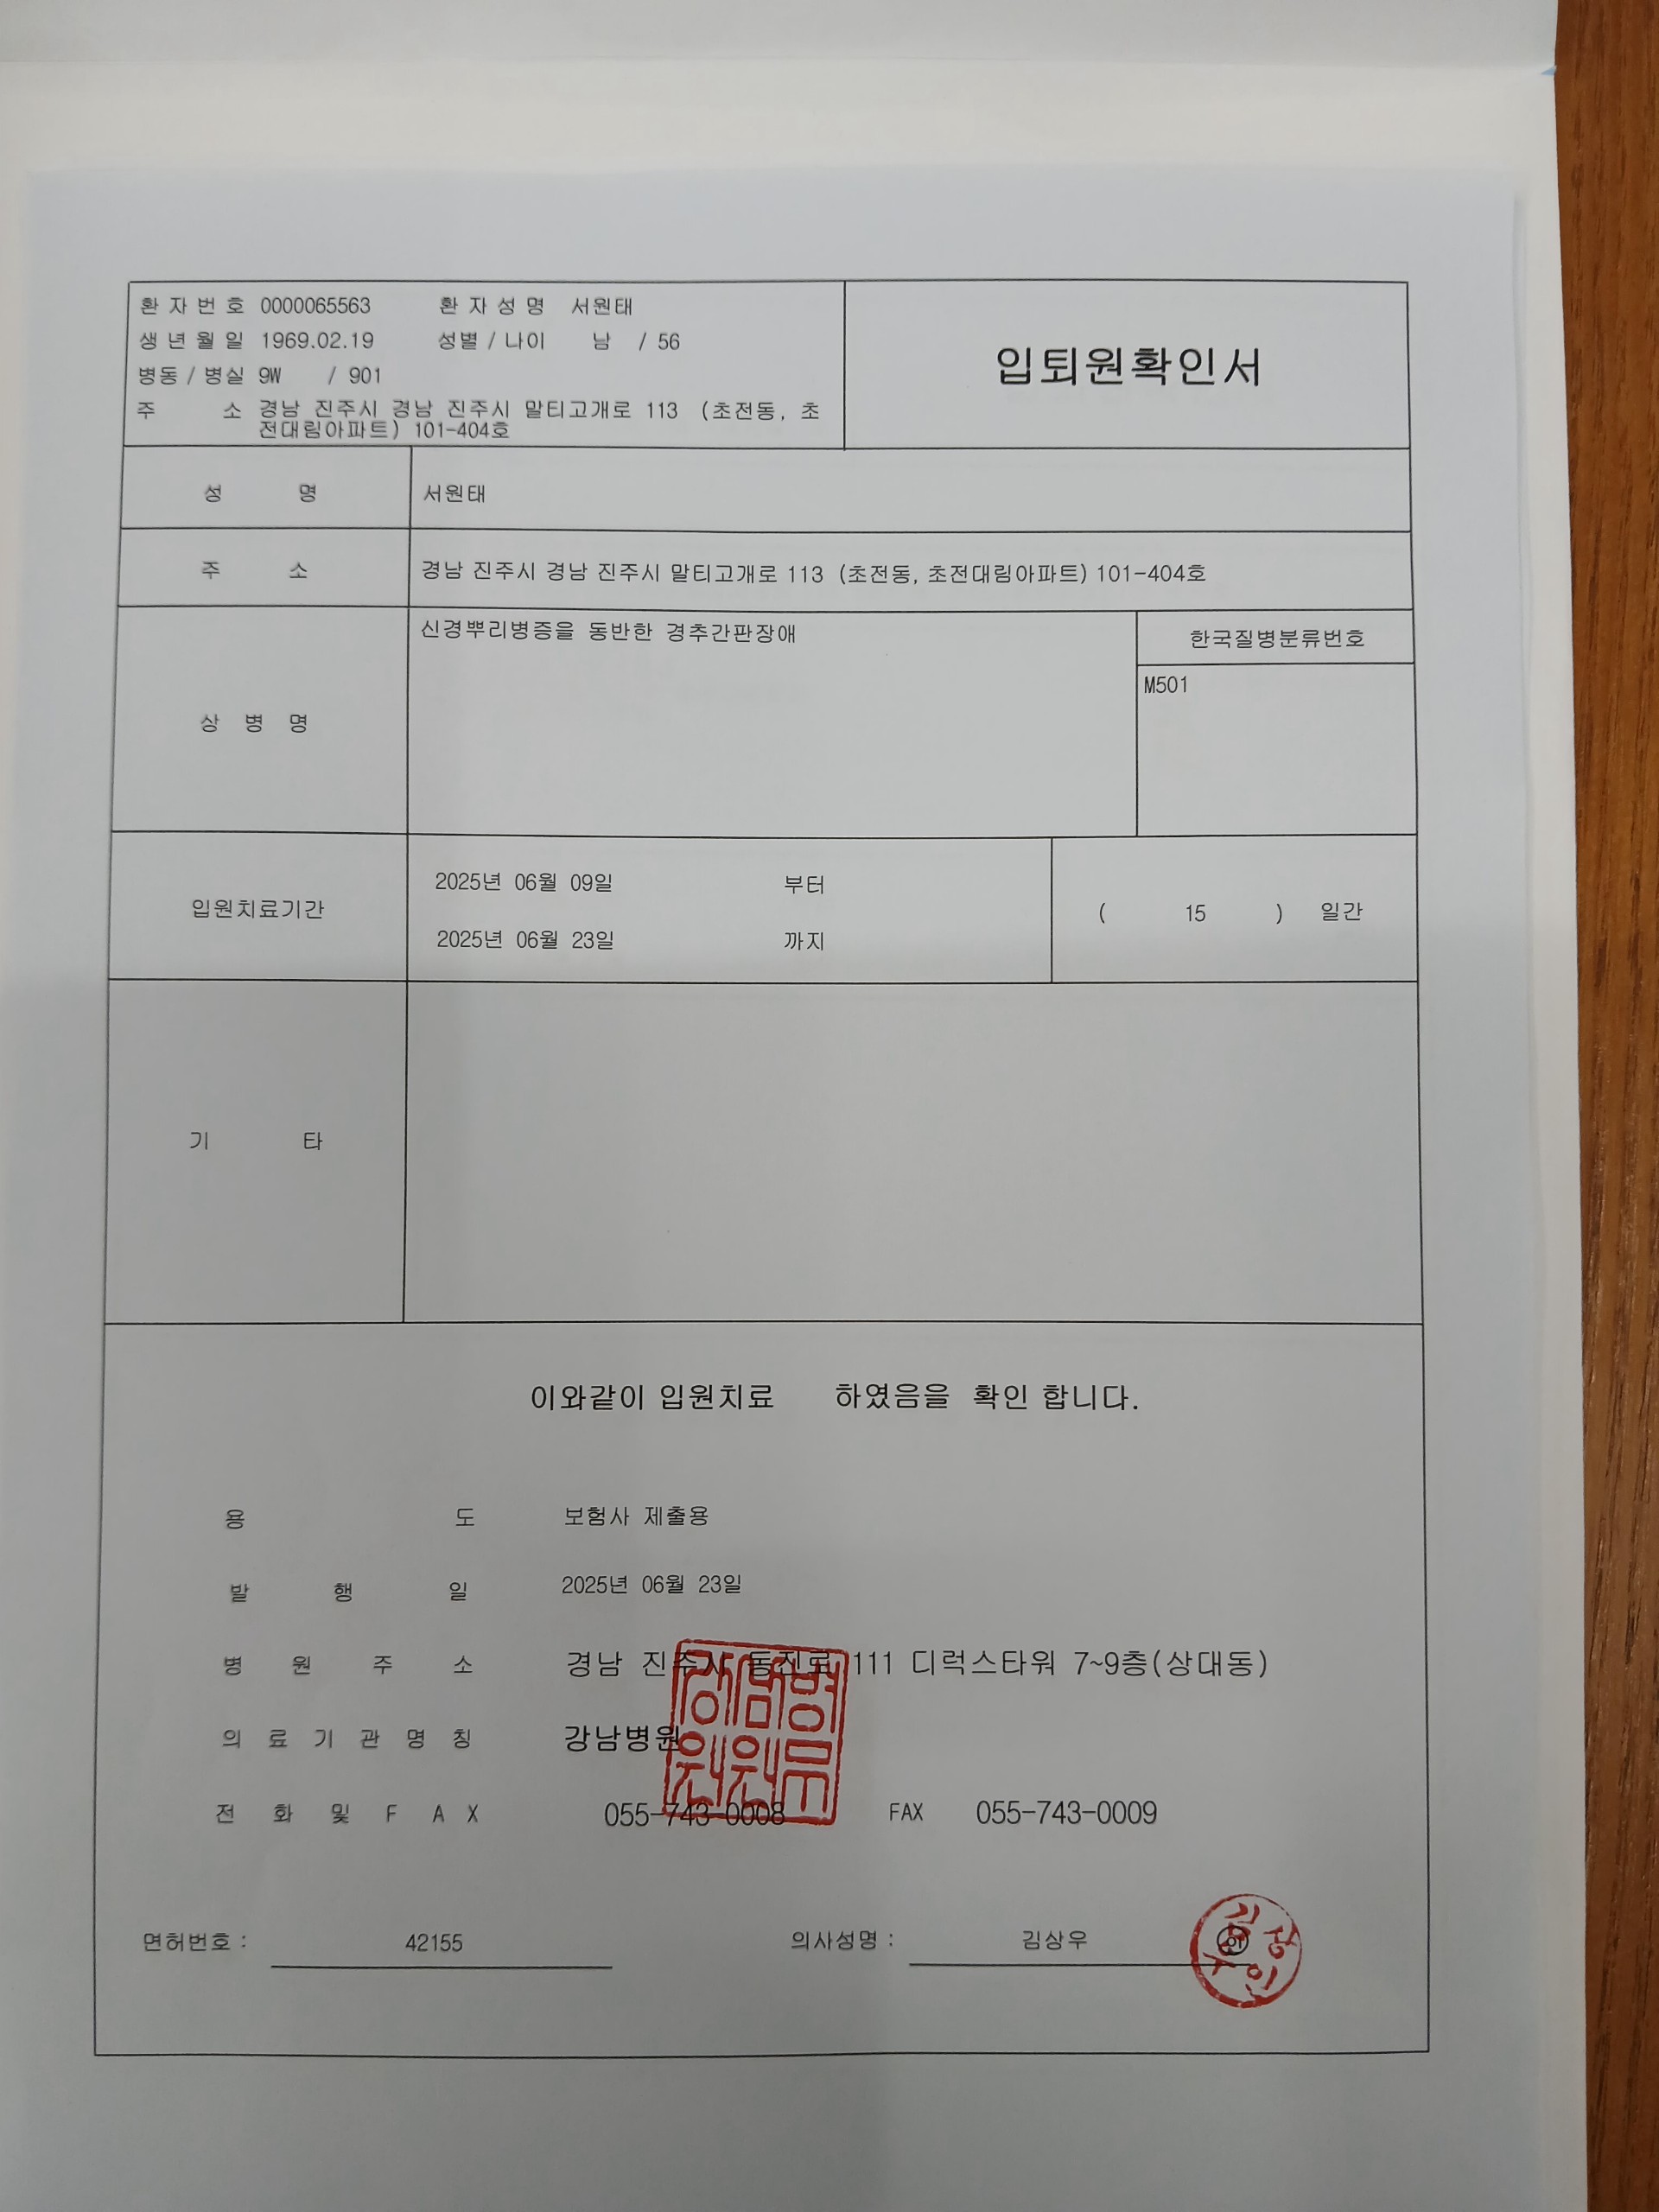 환 자 번 호 0000065563 환 자 성 명 서원태
생 년 월 일 1969.02.19 성별 / 나이 남 / 56
병동 / 병실 9W / 901
주 소 경남 진주시 경남 진주시 말티고개로 113 (초전동, 초
전대림아파트) 101-404호
입퇴원확인서
성 명 서원태
주 소 경남 진주시 경남 진주시 말티고개로 113 (초전동, 초전대림아파트) 101-404호
상 병 명 신경뿌리병증을 동반한 경추간판장애
한국질병분류번호
M501
입원치료기간
2025년 06월 09일 부터
2025년 06월 23일 까지
( 15 ) 일간
기 타
이와같이 입원치료 하였음을 확인 합니다.
용 도 보험사 제출용
발 행 일 2025년 06월 23일
병 원 주 소 경남 진주시 동진로 111 디럭스타워 7~9층(상대동)
의 료 기 관 명 칭 강남병원
전 화 및 F A X 055-743-0008 FAX 055-743-0009
면허번호 : 42155 의사성명 : 김상우 인
김상우인